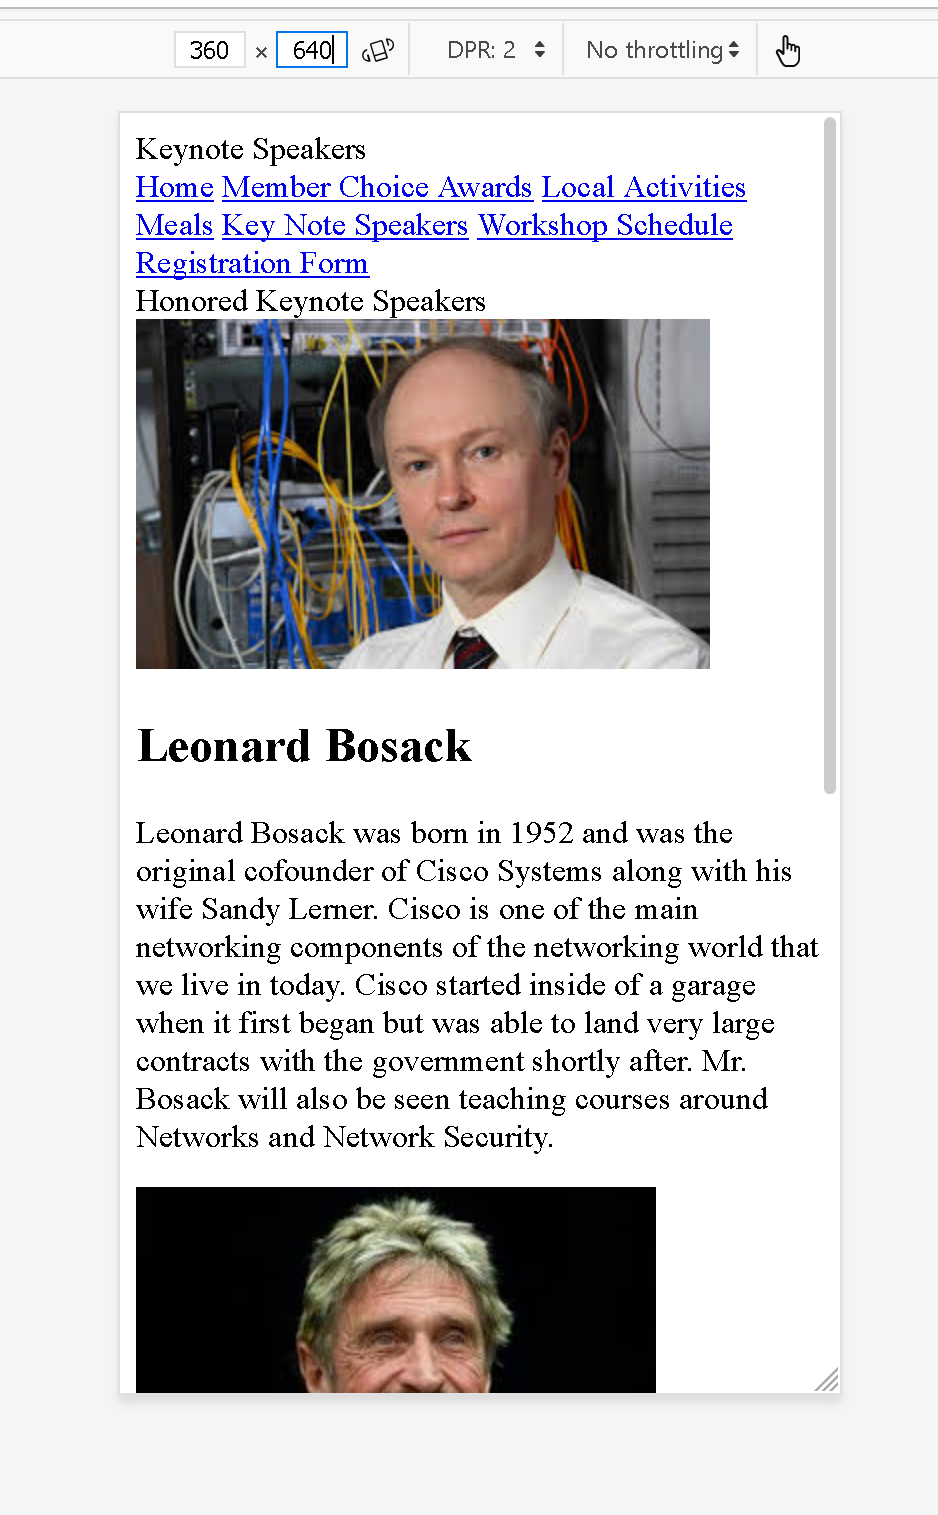 360 × 640 DPR: 2 No throttling
Keynote Speakers
Home Member Choice Awards Local Activities
Meals Key Note Speakers Workshop Schedule
Registration Form
Honored Keynote Speakers
Leonard Bosack
Leonard Bosack was born in 1952 and was the
original cofounder of Cisco Systems along with his
wife Sandy Lerner. Cisco is one of the main
networking components of the networking world that
we live in today. Cisco started inside of a garage
when it first began but was able to land very large
contracts with the government shortly after. Mr.
Bosack will also be seen teaching courses around
Networks and Network Security.